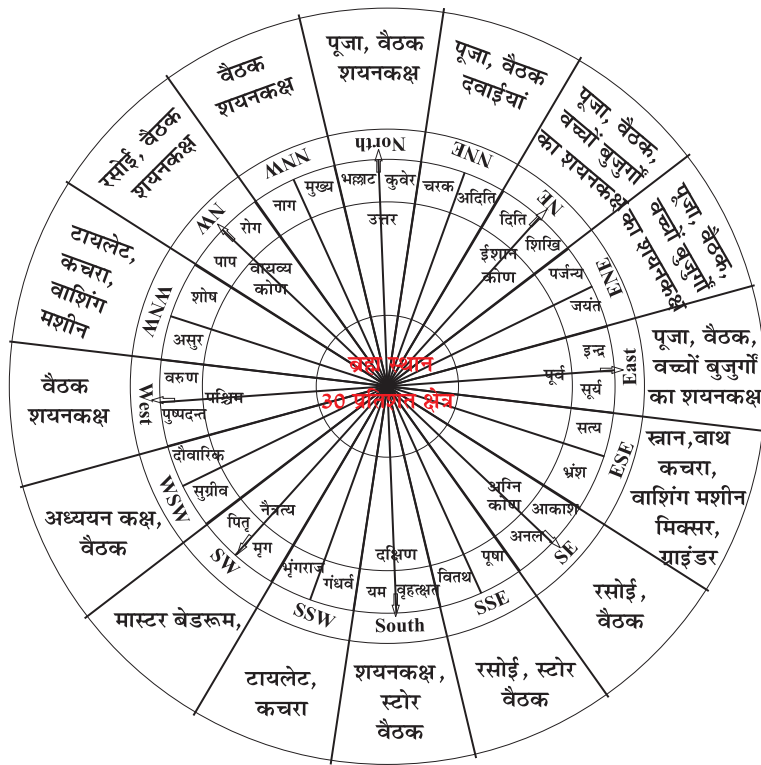 पूजा, वैठक
शयनकक्ष
पूजा, वैठक
दवाईयां
पूजा, वैठक,
वच्चों बुजुर्गों
का शयनकक्ष
पूजा, वैठक,
वच्चों बुजुर्गों
का शयनकक्ष
पूजा, वैठक,
वच्चों बुजुर्गों
का शयनकक्ष
स्नान,वाथ
कचरा,
वाशिंग मशीन
मिक्सर,
ग्राइंडर
रसोई,
वैठक
रसोई, स्टोर
वैठक
शयनकक्ष,
स्टोर
वैठक
टायलेट,
कचरा
मास्टर बेडरूम,
अध्ययन कक्ष,
वैठक
वैठक
शयनकक्ष
टायलेट,
कचरा,
वाशिंग
मशीन
रसोई, वैठक
शयनकक्ष
वैठक
शयनकक्ष
North
NNE
NE
ENE
East
ESE
SE
SSE
South
SSW
SW
WSW
West
WNW
NW
NNW
भल्लाट
कुवेर
चरक
अदिति
दिति
शिखि
पर्जन्य
जयंत
इन्द्र
सूर्य
सत्य
भ्रंश
आकाश
अनल
पूषा
वितथ
वृहत्क्षत
यम
गंधर्व
भृंगराज
मृग
पितृ
सुग्रीव
दौवारिक
पुष्पदन्त
वरुण
असुर
शोष
पाप
रोग
नाग
मुख्य
उत्तर
ईशान
कोण
पूर्व
अग्नि
कोण
दक्षिण
नैऋत्य
पश्चिम
वायव्य
कोण
ब्रह्म स्थान
30 प्रतिशत क्षेत्र